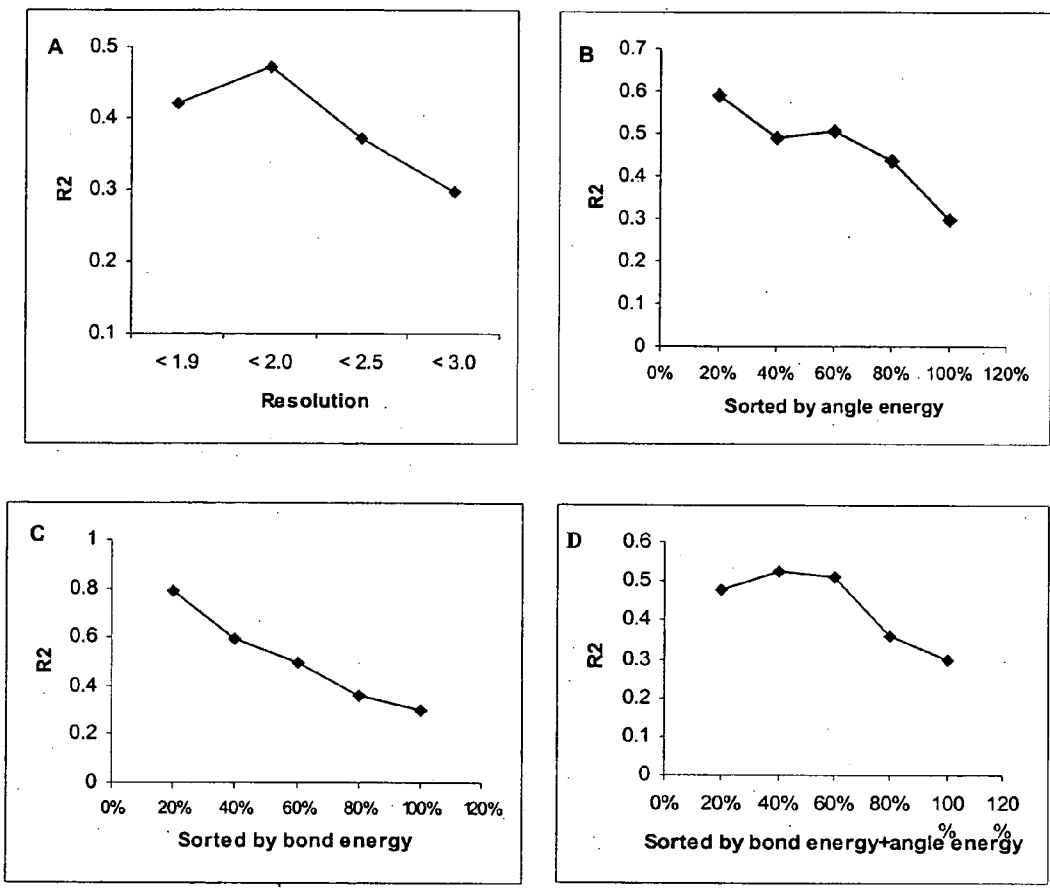 A
0.5
0.4
0.3
0.2
0.1
R2
< 1.9 < 2.0 < 2.5 < 3.0
Resolution
B
0.7
0.6
0.5
0.4
0.3
0.2
0.1
0
R2
0% 20% 40% 60% 80% 100% 120%
Sorted by angle energy
C
1
0.8
0.6
0.4
0.2
0
R2
0% 20% 40% 60% 80% 100% 120%
Sorted by bond energy
D
0.6
0.5
0.4
0.3
0.2
0.1
0
R2
0% 20% 40% 60% 80% 100 120
% %
Sorted by bond energy+angle energy